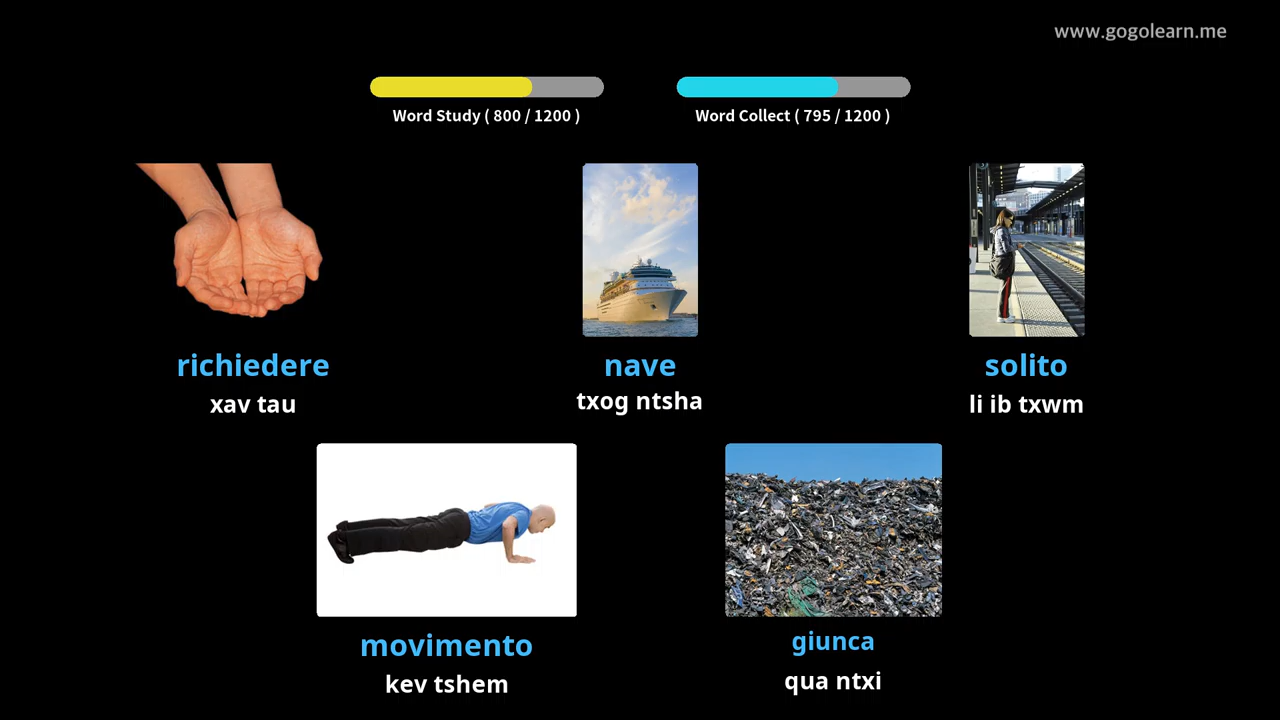 www.gogolearn.me
Word Study ( 800 / 1200 )
Word Collect ( 795 / 1200 )
richiedere
xav tau
nave
txog ntsha
solito
li ib txwm
movimento
kev tshem
giunca
qua ntxi